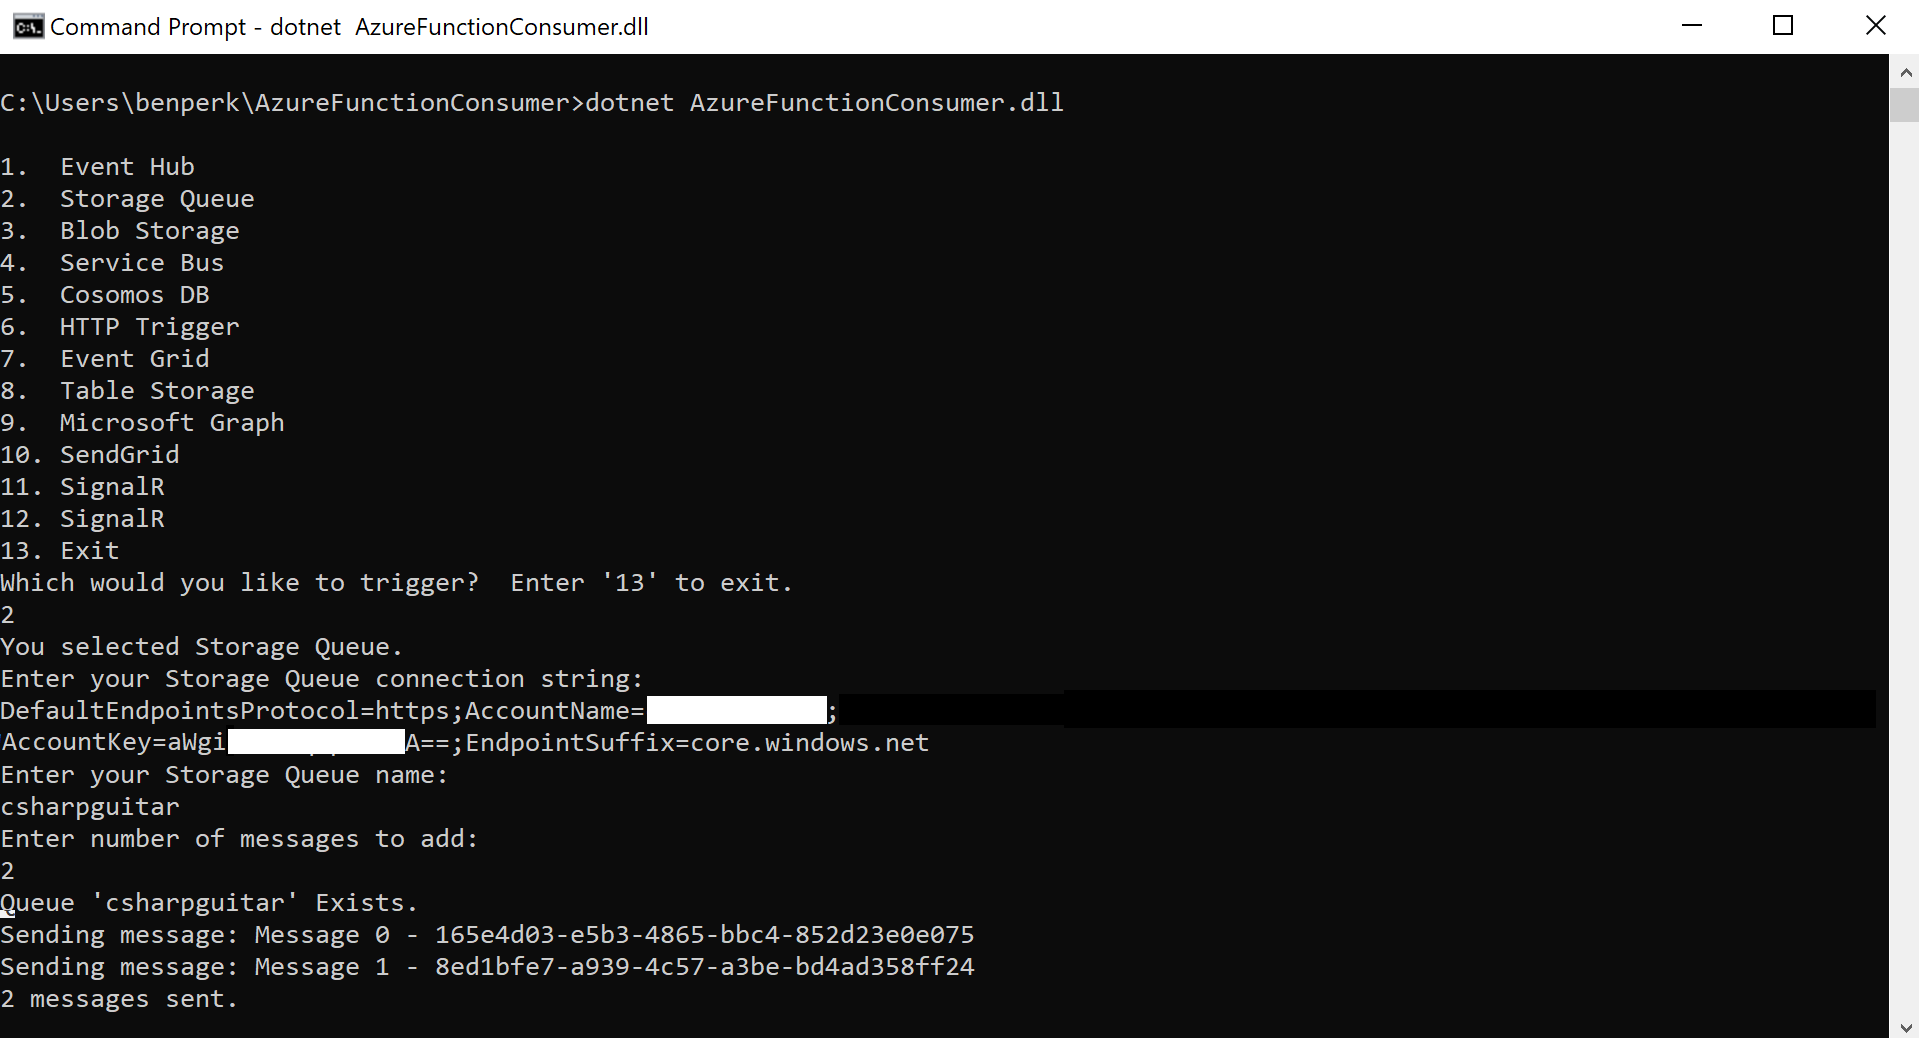 Command Prompt - dotnet  AzureFunctionConsumer.dll
C:\Users\benperk\AzureFunctionConsumer>dotnet AzureFunctionConsumer.dll
1.  Event Hub
2.  Storage Queue
3.  Blob Storage
4.  Service Bus
5.  Cosomos DB
6.  HTTP Trigger
7.  Event Grid
8.  Table Storage
9.  Microsoft Graph
10. SendGrid
11. SignalR
12. SignalR
13. Exit
Which would you like to trigger?  Enter '13' to exit.
2
You selected Storage Queue.
Enter your Storage Queue connection string:
DefaultEndpointsProtocol=https;AccountName=;
AccountKey=aWgi A==;EndpointSuffix=core.windows.net
Enter your Storage Queue name:
csharpguitar
Enter number of messages to add:
2
Queue 'csharpguitar' Exists.
Sending message: Message 0 - 165e4d03-e5b3-4865-bbc4-852d23e0e075
Sending message: Message 1 - 8ed1bfe7-a939-4c57-a3be-bd4ad358ff24
2 messages sent.